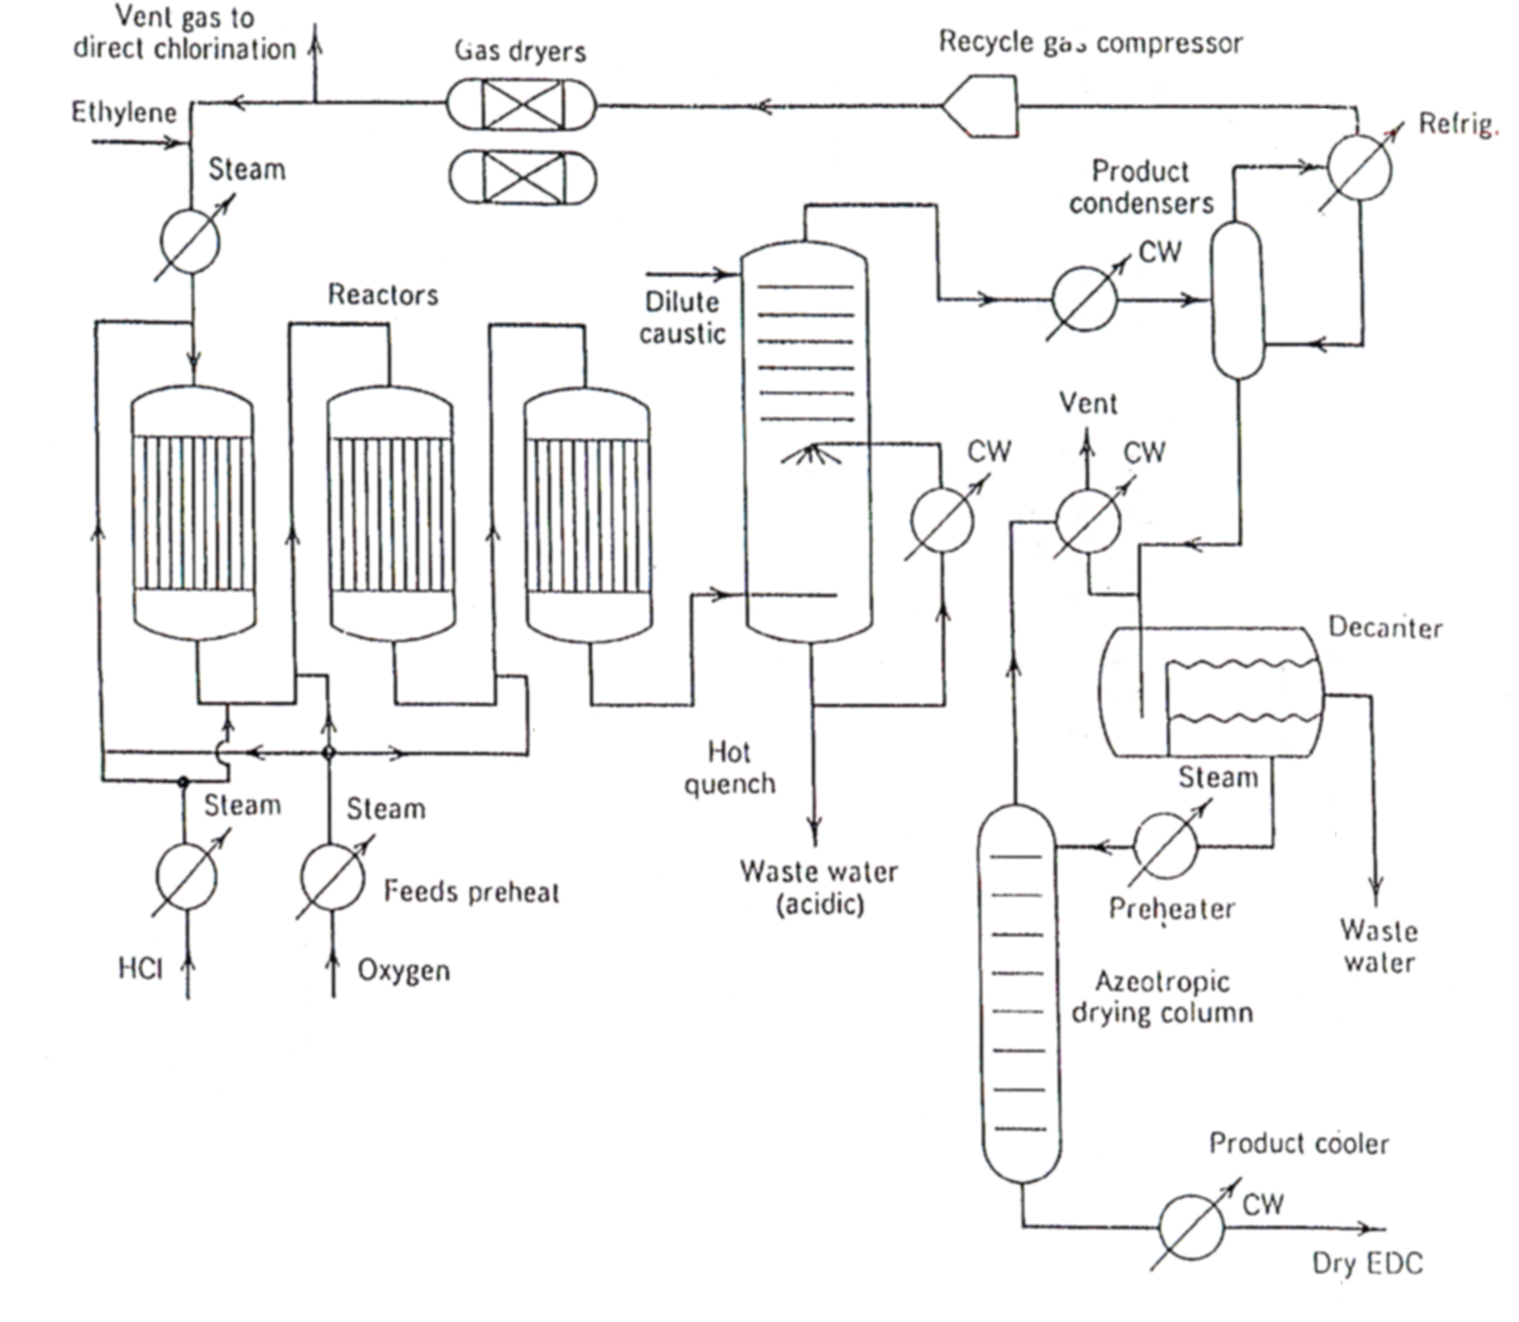 Vent gas to
direct chlorination
Gas dryers
Recycle gas compressor
Ethylene
Refrig.
Steam
Product
condensers
CW
Reactors
Dilute
caustic
Vent
CW
CW
Decanter
Hot
quench
Steam
Steam
Steam
Waste water
(acidic)
Feeds preheat
Preheater
Waste
water
HCl
Oxygen
Azeotropic
drying column
Product cooler
CW
Dry EDC